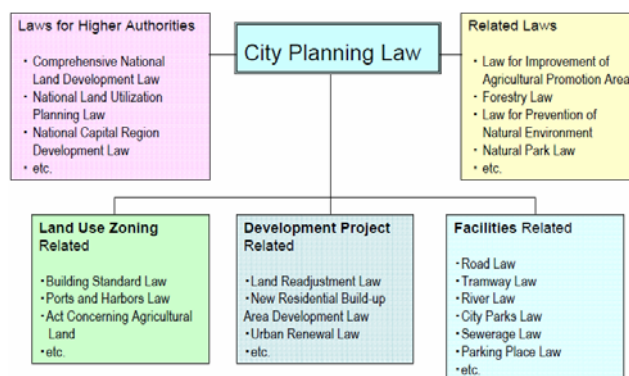 Laws for Higher Authorities
・ Comprehensive National
Land Development Law
・ National Land Utilization
Planning Law
・ National Capital Region
Development Law
・ etc.
City Planning Law
Related Laws
・ Law for Improvement of
Agricultural Promotion Area
・ Forestry Law
・ Law for Prevention of
Natural Environment
・ Natural Park Law
・ etc.
Land Use Zoning
Related
・Building Standard Law
・Ports and Harbors Law
・Act Concerning Agricultural
Land
・etc.
Development Project
Related
・Land Readjustment Law
・New Residential Build-up
Area Development Law
・Urban Renewal Law
・etc.
Facilities Related
・Road Law
・Tramway Law
・River Law
・City Parks Law
・Sewerage Law
・Parking Place Law
・etc.